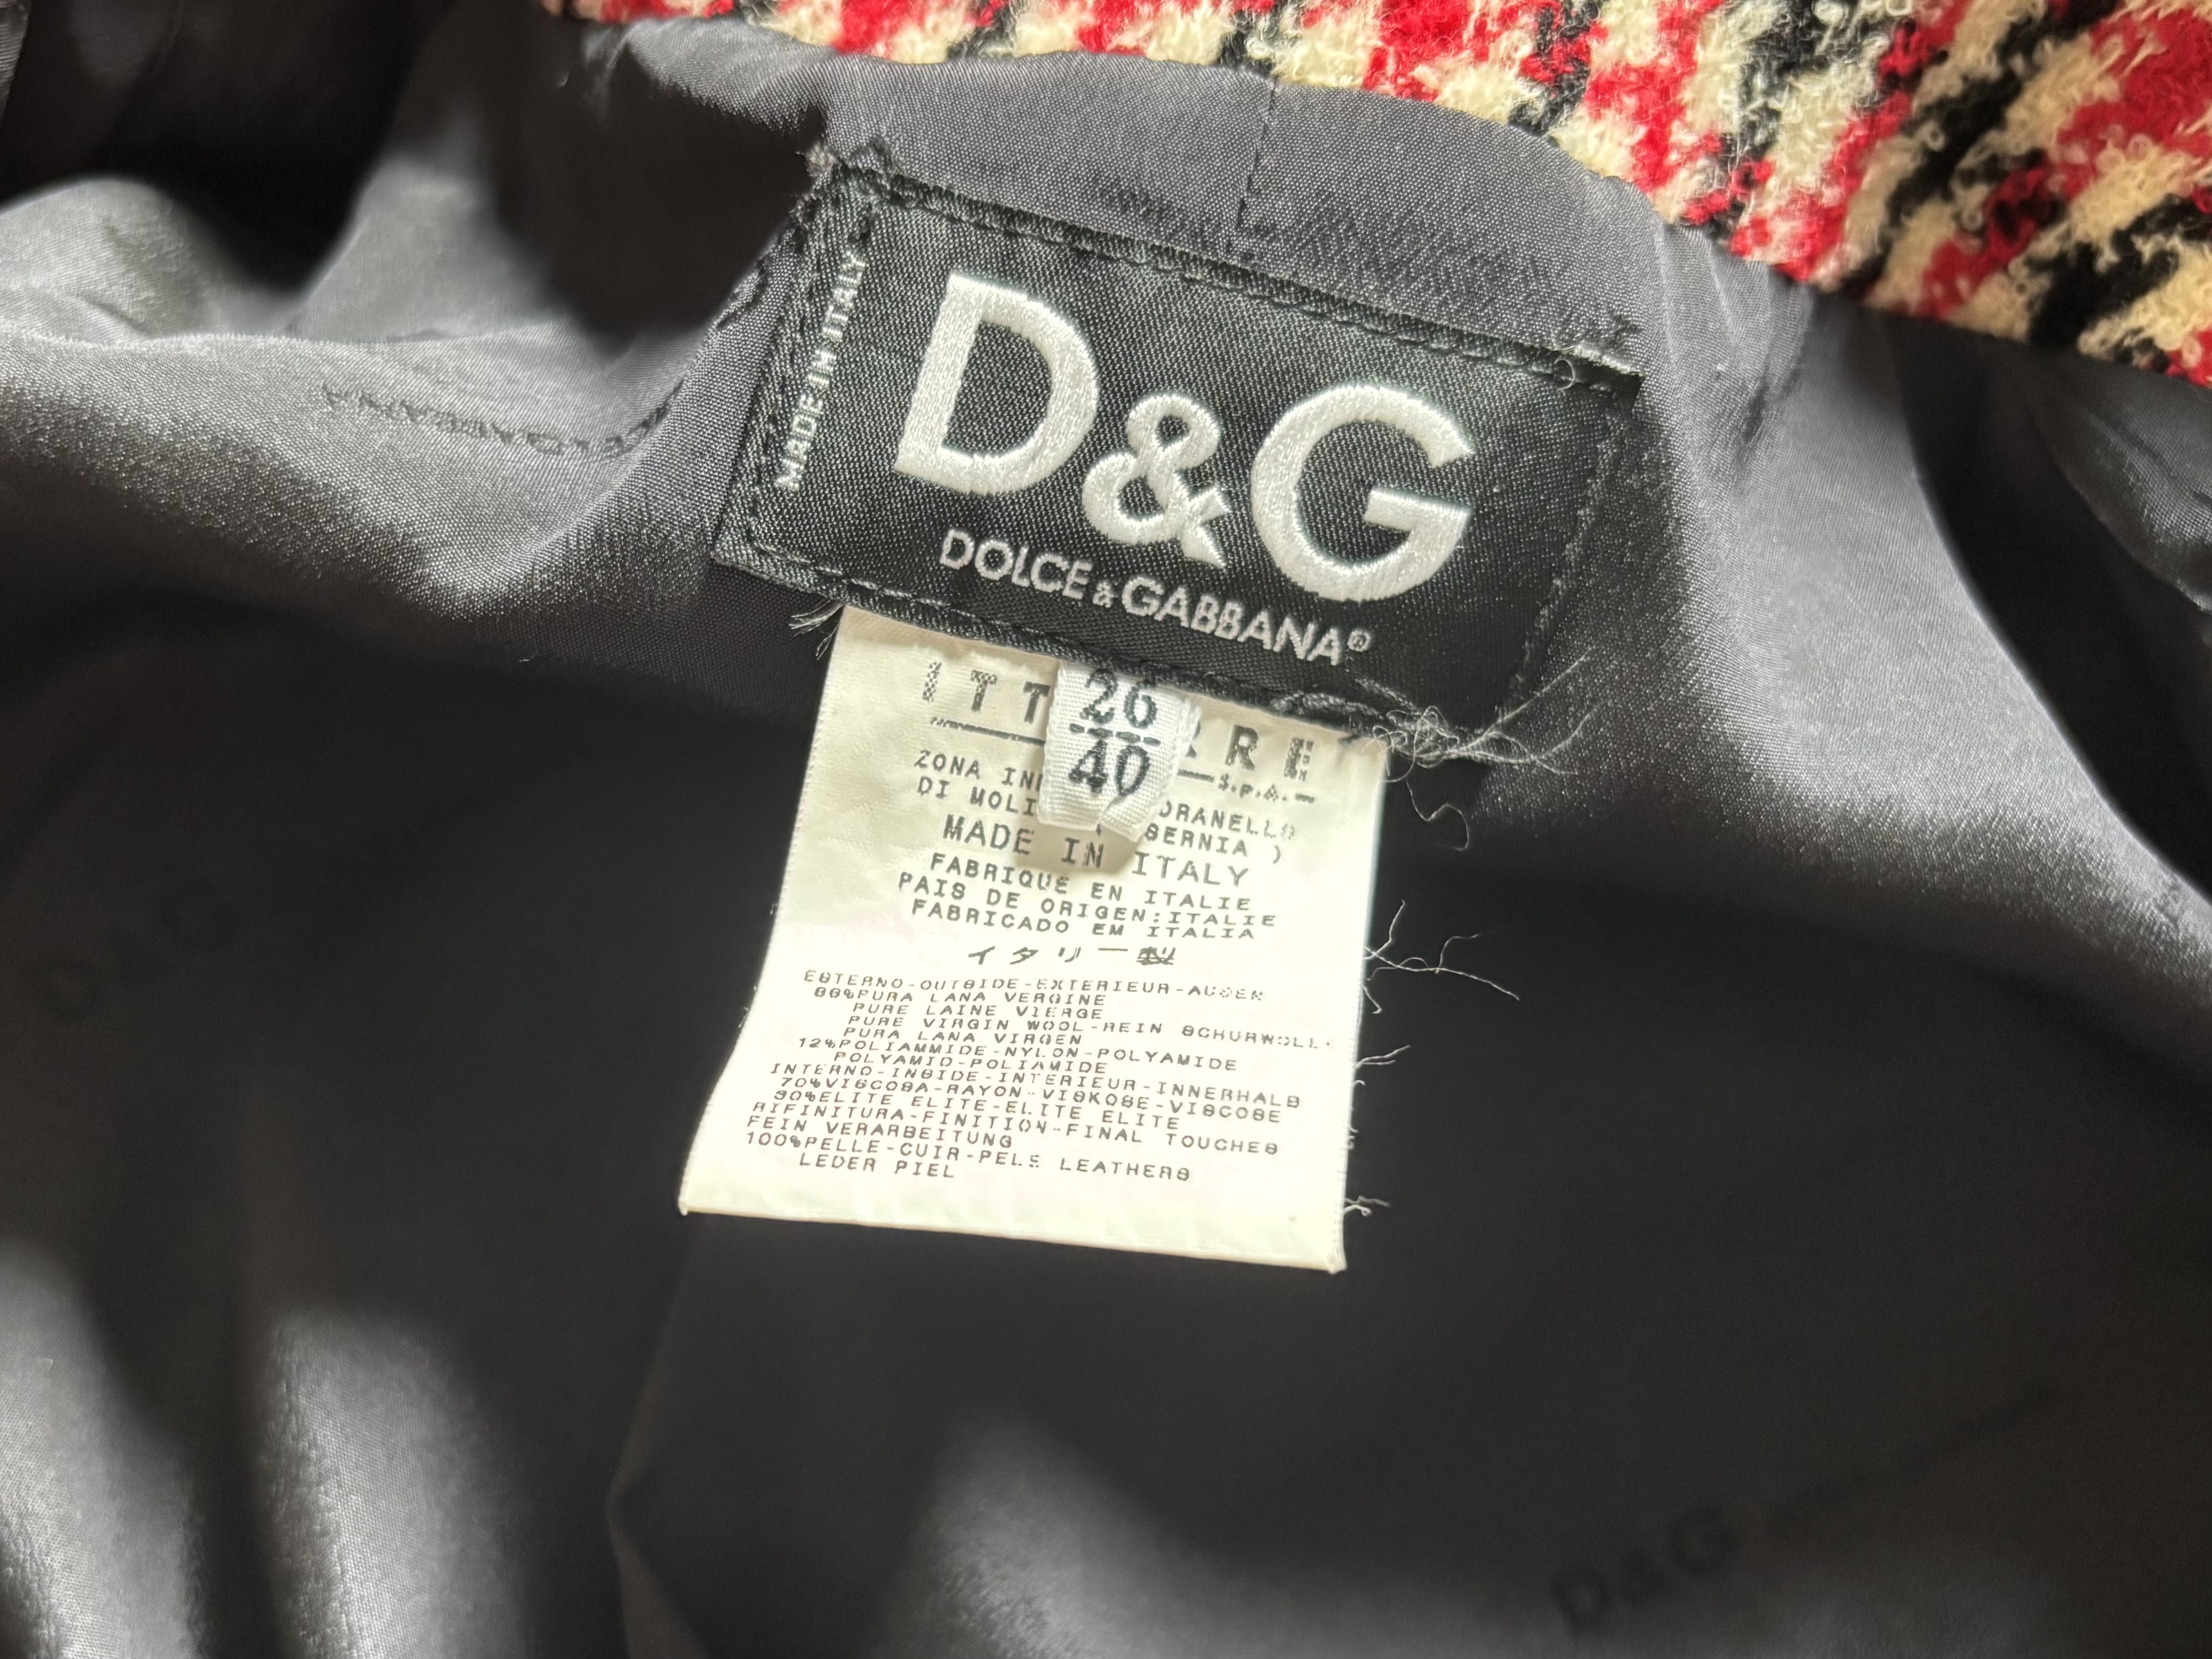 MADE IN ITALY
D&G
DOLCE&GABBANA®
26
40
S.p.A.
ZONA
DI
MADE IN ITALY
FABRIQUE EN ITALIE
PAIS DE ORIGEN:ITALIE
FABRICADO EM ITALIA
イタリー製
ESTERNO-OUTSIDE-EXTERIEUR-AUSSEN
88%PURA LANA VERGINE
PURE LAINE VIERGE
PURE VIRGIN WOOL-REIN SCHURWOLL
PURA LANA VIRGEN
12%POLIAMMIDE-NYLON-POLYAMIDE
POLYAMID-POLIAMIDE
INTERNO-INSIDE-INTERIEUR-INNERHALB
70%VISCOSA-RAYON-VISKOSE-VISCOSE
30%ELITE ELITE-ELITE ELITE
RIFINITURA-FINITION-FINAL TOUCHES
FEIN VERARBEITUNG
100%PELLE-CUIR-PELS LEATHERS
LEDER PIEL
D&G